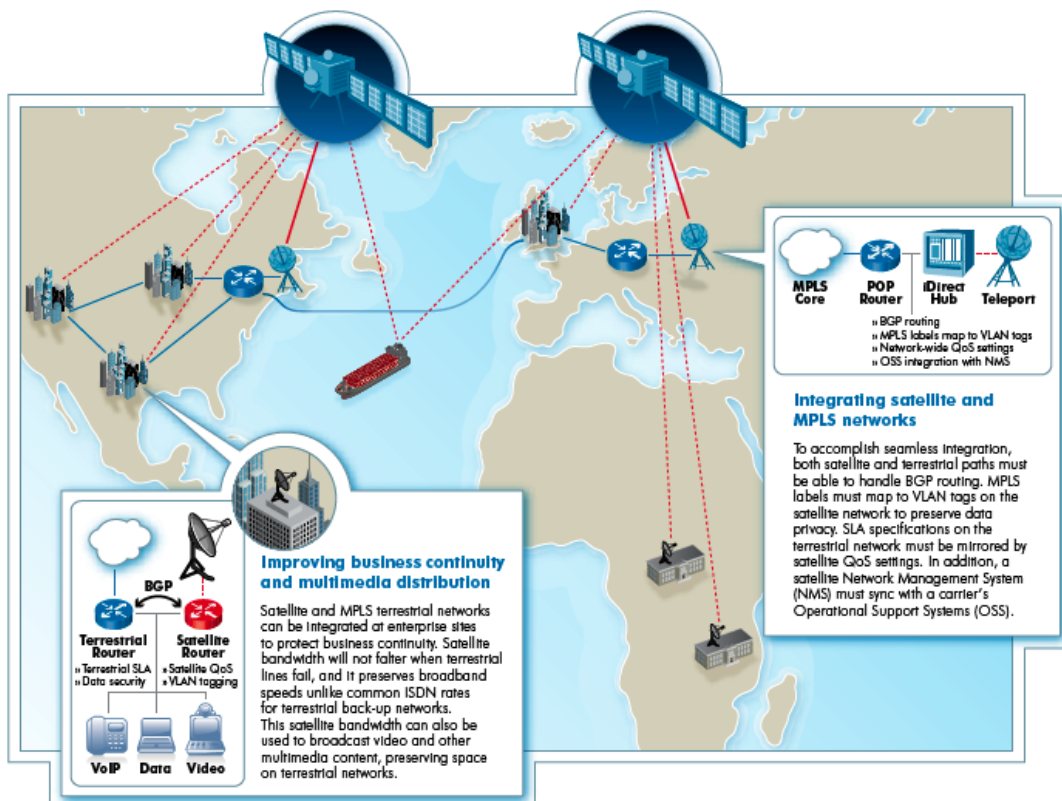 MPLS
Core
POP
Router
iDirect
Hub
Teleport
» BGP routing
» MPLS labels map to VLAN tags
» Network-wide QoS settings
» OSS integration with NMS
Integrating satellite and
MPLS networks
To accomplish seamless integration,
both satellite and terrestrial paths must
be able to handle BGP routing. MPLS
labels must map to VLAN tags on the
satellite network to preserve data
privacy. SLA specifications on the
terrestrial network must be mirrored by
satellite QoS settings. In addition, a
satellite Network Management System
(NMS) must sync with a carrier's
Operational Support Systems (OSS).
BGP
Terrestrial
Router
» Terrestrial SLA
» Data security
Satellite
Router
» Satellite QoS
» VLAN tagging
VoIP
Data
Video
Improving business continuity
and multimedia distribution
Satellite and MPLS terrestrial networks
can be integrated at enterprise sites
to protect business continuity. Satellite
bandwidth will not falter when terrestrial
lines fail, and it preserves broadband
speeds unlike common ISDN rates
for terrestrial back-up networks.
This satellite bandwidth can also be
used to broadcast video and other
multimedia content, preserving space
on terrestrial networks.